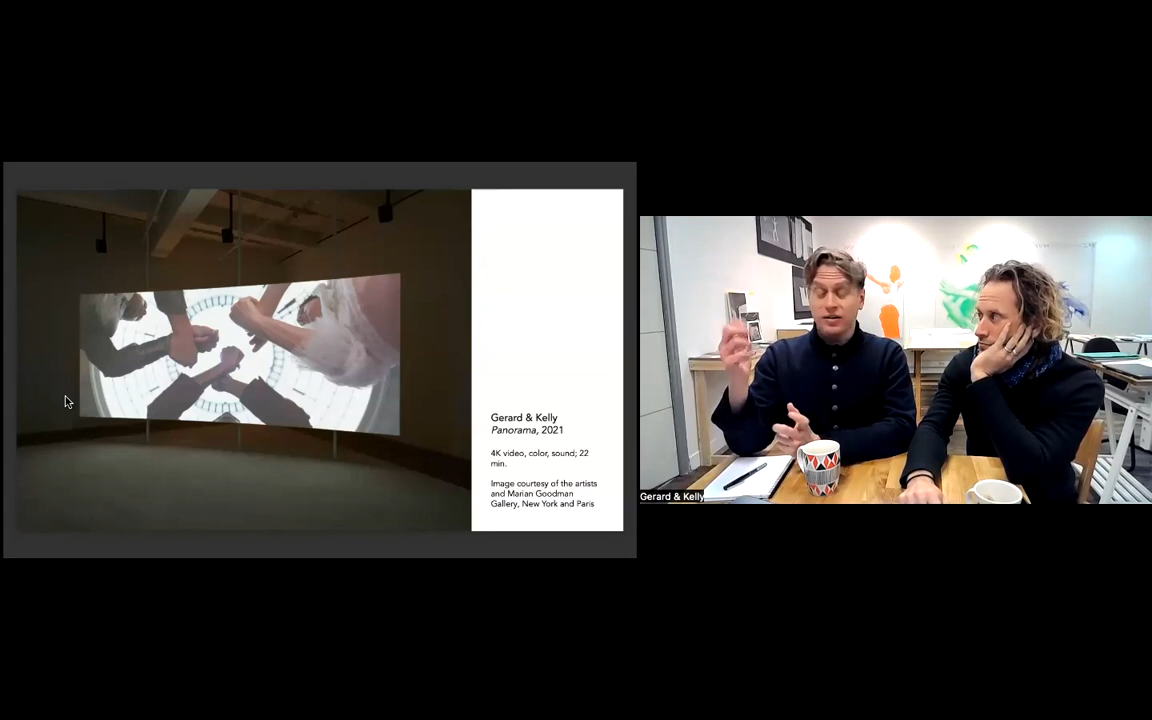 Gerard & Kelly
Panorama, 2021
4K video, color, sound; 22
min.
Image courtesy of the artists
and Marian Goodman
Gallery, New York and Paris
Gerard & Kelly